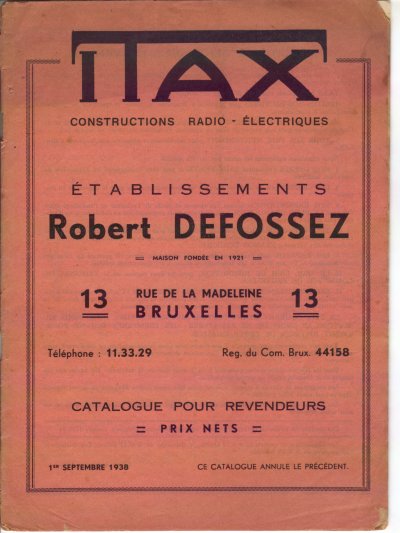 ITAX
CONSTRUCTIONS RADIO - ÉLECTRIQUES
ÉTABLISSEMENTS
Robert DEFOSSEZ
MAISON FONDÉE EN 1921
13 RUE DE LA MADELEINE 13
BRUXELLES
Téléphone : 11.33.29 Reg. du Com. Brux. 44158
CATALOGUE POUR REVENDEURS
= PRIX NETS =
1er SEPTEMBRE 1938 CE CATALOGUE ANNULE LE PRÉCÉDENT.